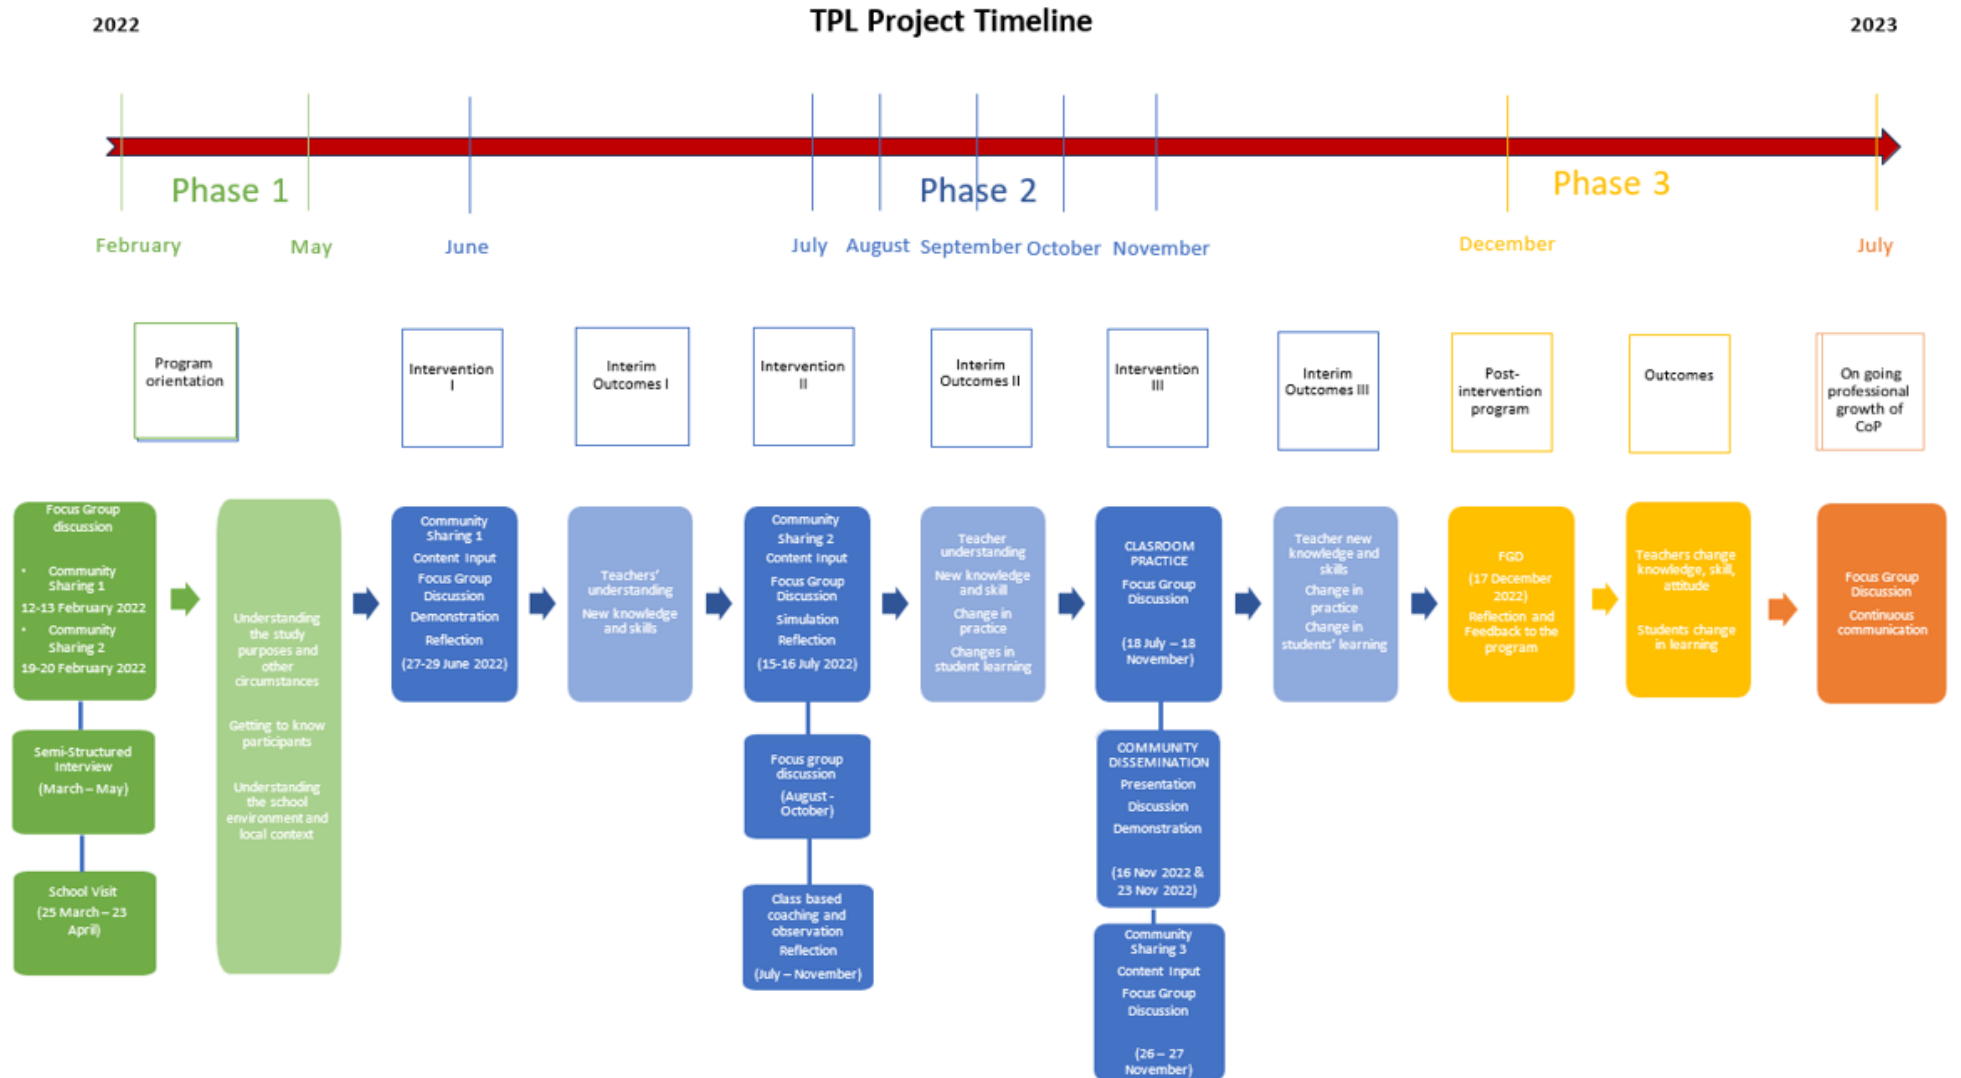 TPL Project Timeline
2022
2023
Phase 1
Phase 2
Phase 3
February
May
June
July
August
September
October
November
December
July
Program
orientation
Intervention
I
Interim
Outcomes I
Intervention
II
Interim
Outcomes II
Intervention
III
Interim
Outcomes III
Post-
intervention
program
Outcomes
On going
professional
growth of
CoP
Focus Group
discussion
• Community
Sharing 1
12-13 February 2022
• Community
Sharing 2
19-20 February 2022
Semi-Structured
Interview
(March – May)
School Visit
(25 March – 23
April)
Understanding
the study
purposes and
other
circumstances
Getting to know
participants
Understanding
the school
environment and
local context
Community
Sharing 1
Content Input
Focus Group
Discussion
Demonstration
Reflection
(27-29 June 2022)
Teachers'
understanding
New knowledge
and skills
Community
Sharing 2
Content Input
Focus Group
Discussion
Simulation
Reflection
(15-16 July 2022)
Focus group
discussion
(August -
October)
Class based
coaching and
observation
Reflection
(July – November)
Teacher
understanding
New knowledge
and skill
Change in
practice
Changes in
student learning
CLASROOM
PRACTICE
Focus Group
Discussion
(18 July – 18
November)
COMMUNITY
DISSEMINATION
Presentation
Discussion
Demonstration
(16 Nov 2022 &
23 Nov 2022)
Community
Sharing 3
Content Input
Focus Group
Discussion
(26 – 27
November)
Teacher new
knowledge and
skills
Change in
practice
Change in
students' learning
FGD
(17 December
2022)
Reflection and
Feedback to the
program
Teachers change
knowledge, skill,
attitude
Students change
in learning
Focus Group
Discussion
Continuous
communication